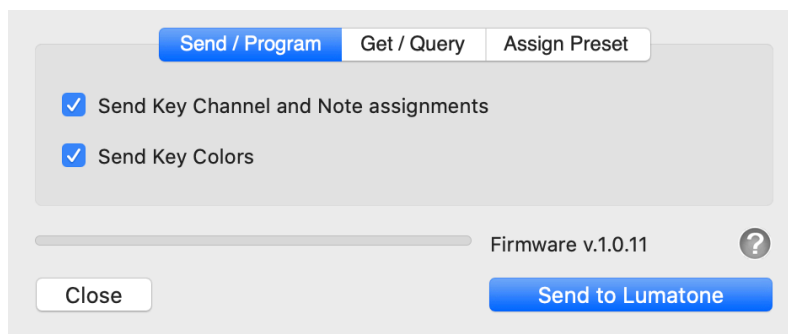 Send / Program Get / Query Assign Preset
Send Key Channel and Note assignments
Send Key Colors
Firmware v.1.0.11 ?
Close Send to Lumatone